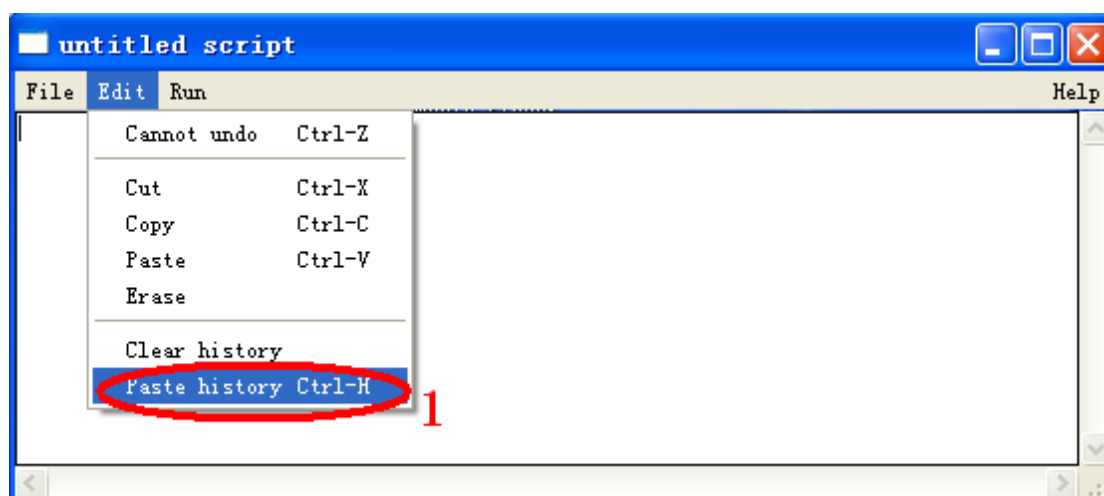 untitled script
File Edit Run Help
Cannot undo Ctrl-Z
Cut Ctrl-X
Copy Ctrl-C
Paste Ctrl-V
Erase
Clear history
Paste history Ctrl-H
1